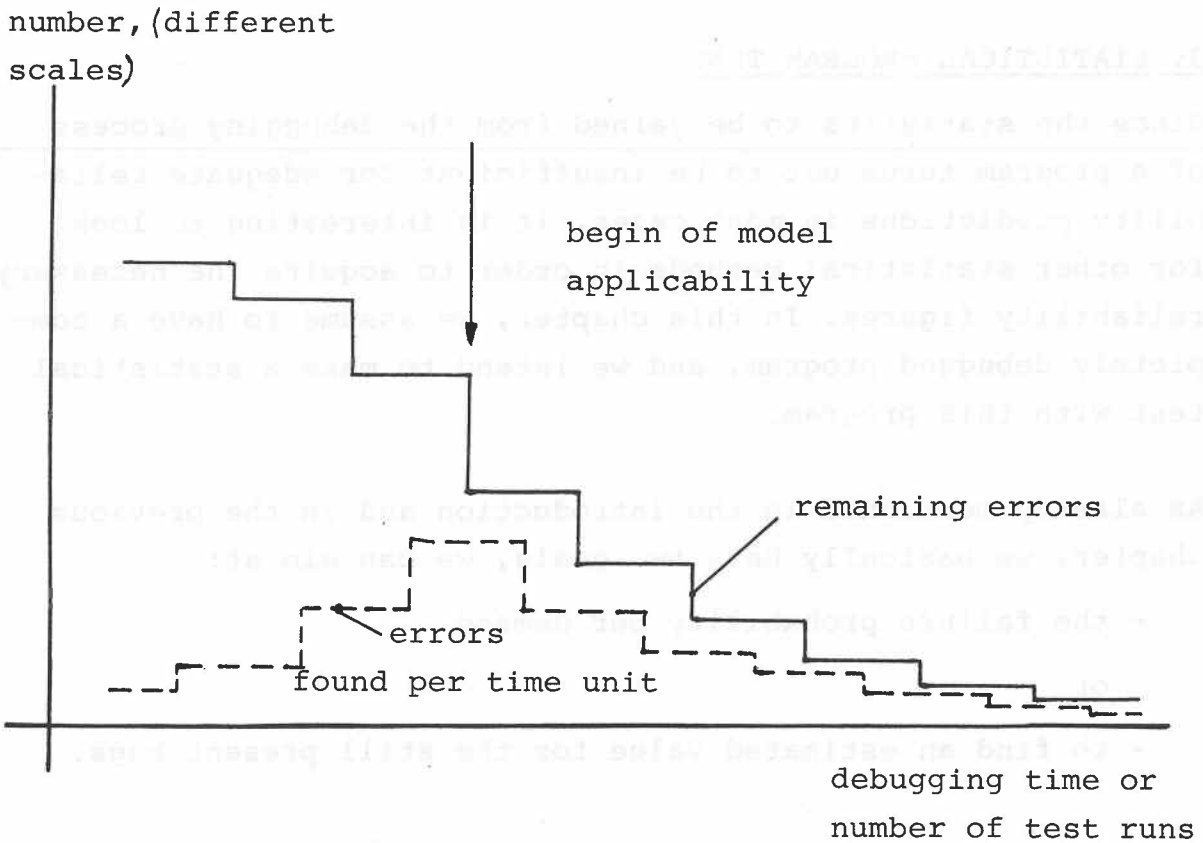 number, (different
scales)
begin of model
applicability
remaining errors
errors
found per time unit
debugging time or
number of test runs